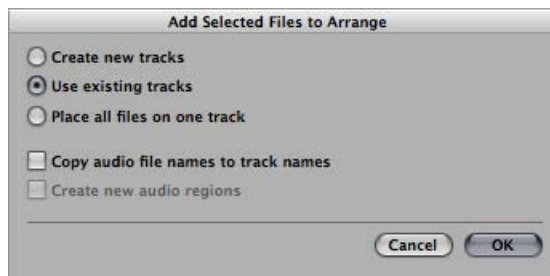 Add Selected Files to Arrange
Create new tracks
Use existing tracks
Place all files on one track
Copy audio file names to track names
Create new audio regions
Cancel OK